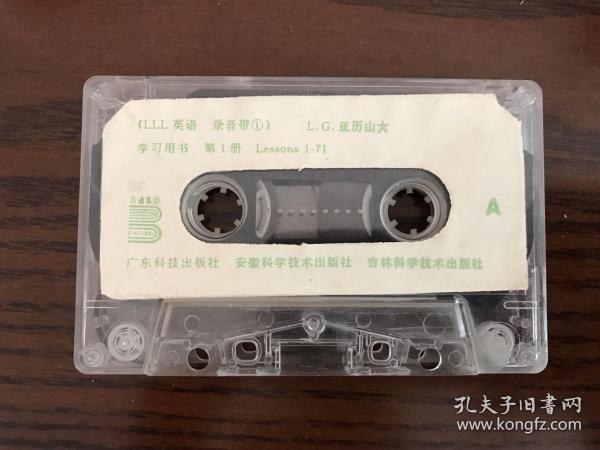 《LLL 英语 录音带①》 L.G.亚历山大
学习用书 第1册 Lessons 1-71
A
广东科技出版社 安徽科学技术出版社 吉林科学技术出版社
孔夫子旧書网
www.kongfz.com